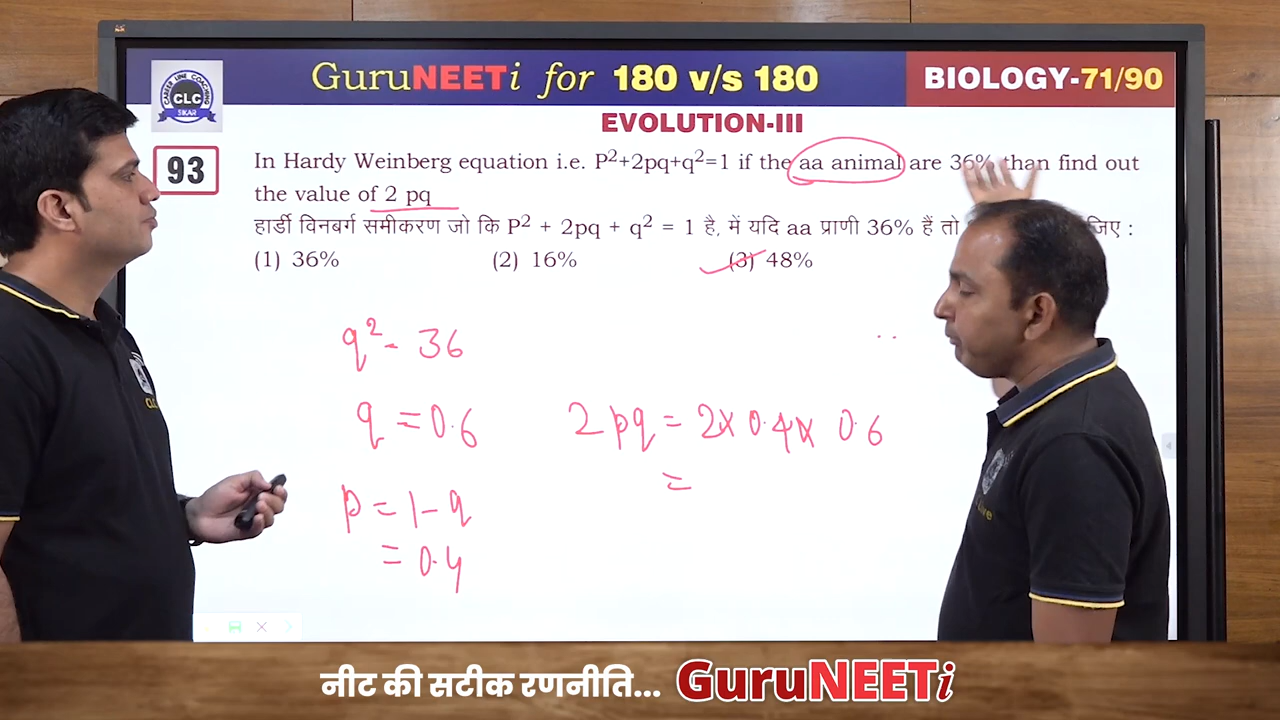 GuruNEETi for 180 v/s 180
BIOLOGY-71/90
CLC
SIKAR
EVOLUTION-III
93
In Hardy Weinberg equation i.e. P²+2pq+q²=1 if the aa animal are 36% than find out
the value of 2 pq
हार्डी विनबर्ग समीकरण जो कि P² + 2pq + q² = 1 है, में यदि aa प्राणी 36% हैं तो
(1) 36%
(2) 16%
(3) 48%
q² - 36
q = 0.6
2pq = 2x 0.4x 0.6
=
p = 1 - q
= 0.4
नीट की सटीक रणनीति... GuruNEETi